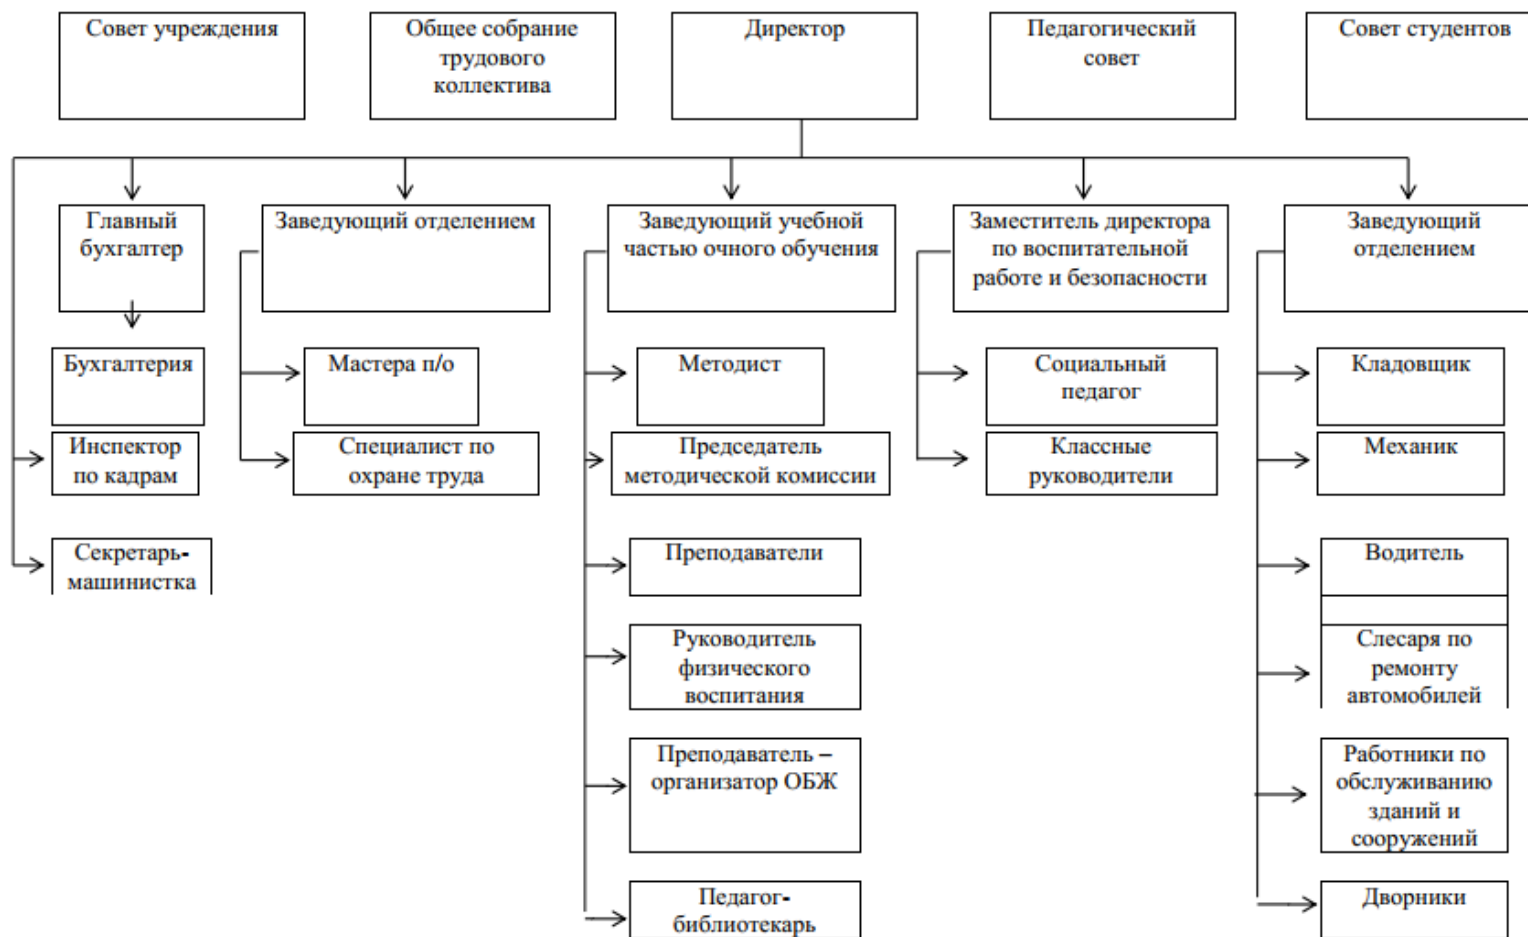 Совет учреждения
Общее собрание
трудового
коллектива
Директор
Педагогический
совет
Совет студентов
Главный
бухгалтер
Заведующий отделением
Заведующий учебной
частью очного обучения
Заместитель директора
по воспитательной
работе и безопасности
Заведующий
отделением
Бухгалтерия
Мастера п/о
Методист
Социальный
педагог
Кладовщик
Инспектор
по кадрам
Специалист по
охране труда
Председатель
методической комиссии
Классные
руководители
Механик
Секретарь-
машинистка
Преподаватели
Водитель
Руководитель
физического
воспитания
Слесаря по
ремонту
автомобилей
Преподаватель –
организатор ОБЖ
Работники по
обслуживанию
зданий и
сооружений
Педагог-
библиотекарь
Дворники